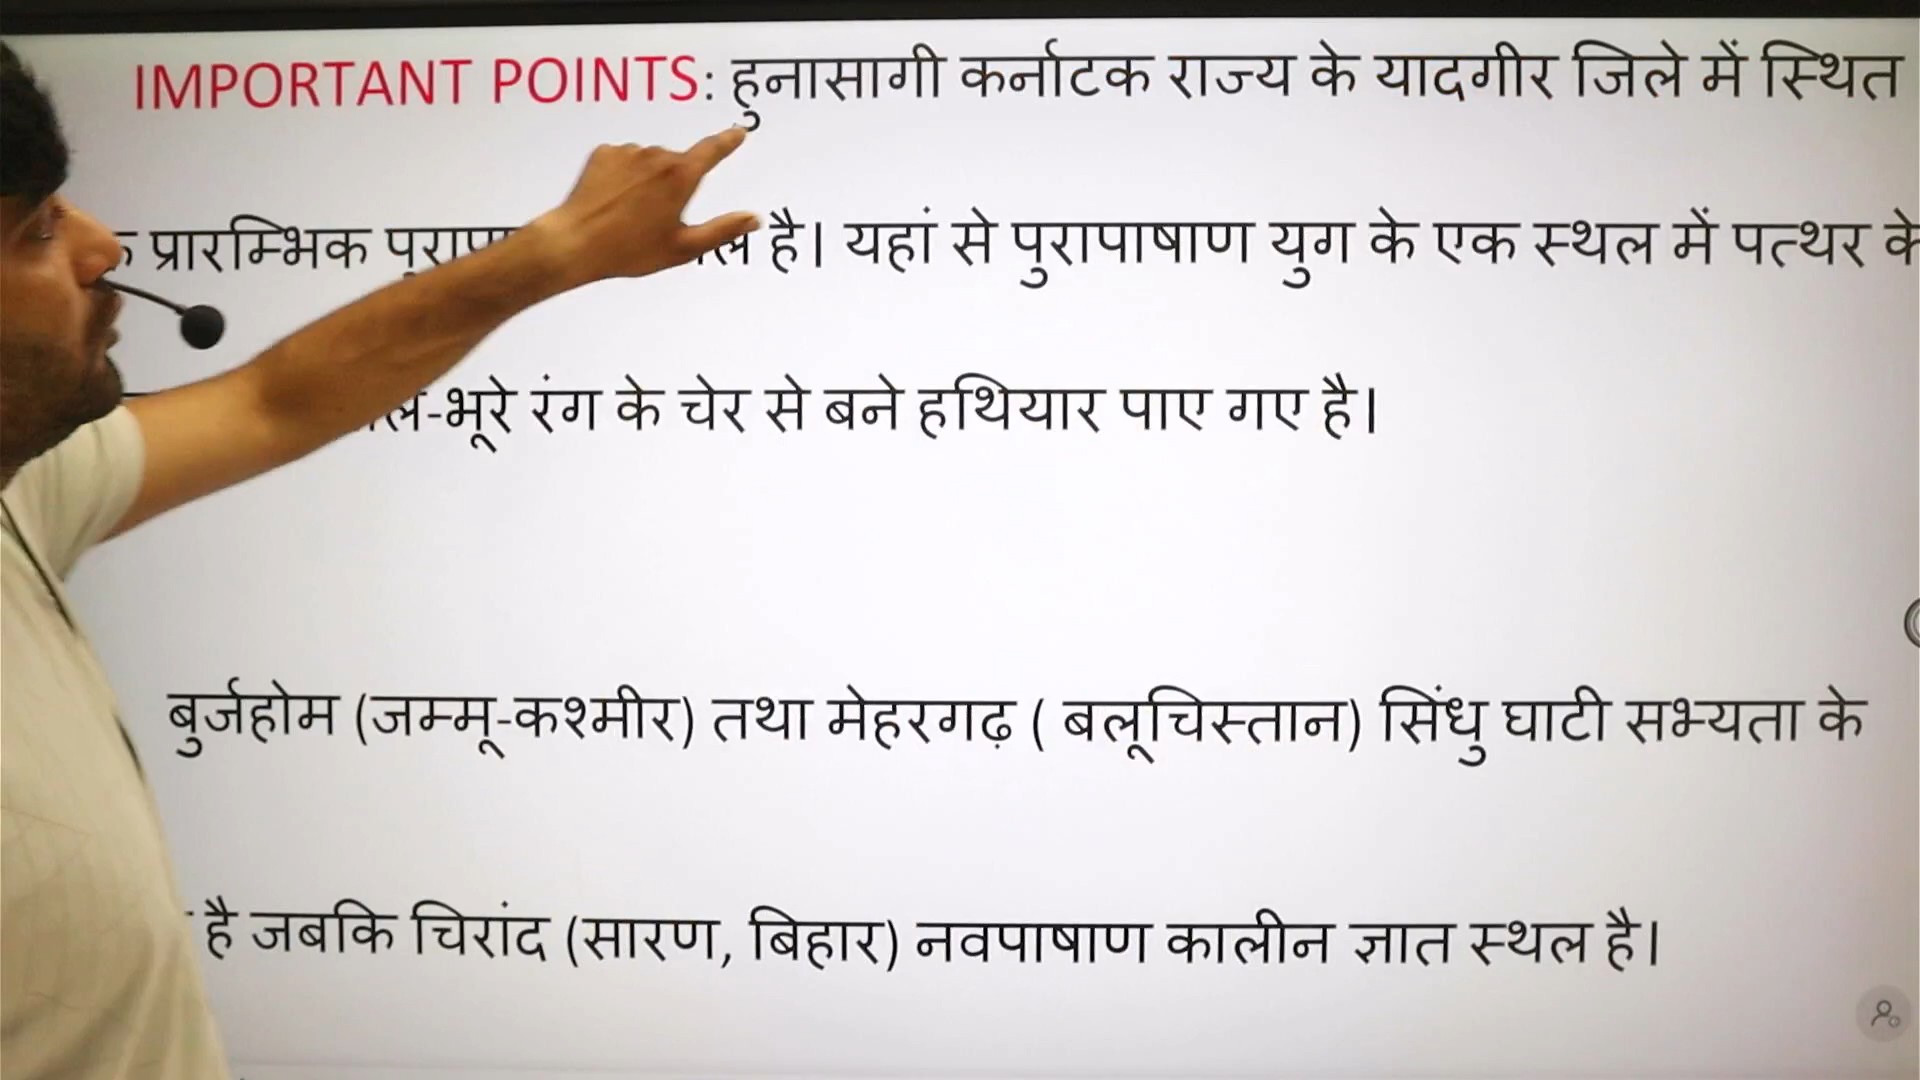 IMPORTANT POINTS: हुनासागी कर्नाटक राज्य के यादगीर जिले में स्थित
प्रारम्भिक है। यहां से पुरापाषाण युग के एक स्थल में पत्थर के
भूरे रंग के चेर से बने हथियार पाए गए है।
बुर्जहोम (जम्मू-कश्मीर) तथा मेहरगढ़ ( बलूचिस्तान) सिंधु घाटी सभ्यता के
है जबकि चिरांद (सारण, बिहार) नवपाषाण कालीन ज्ञात स्थल है।